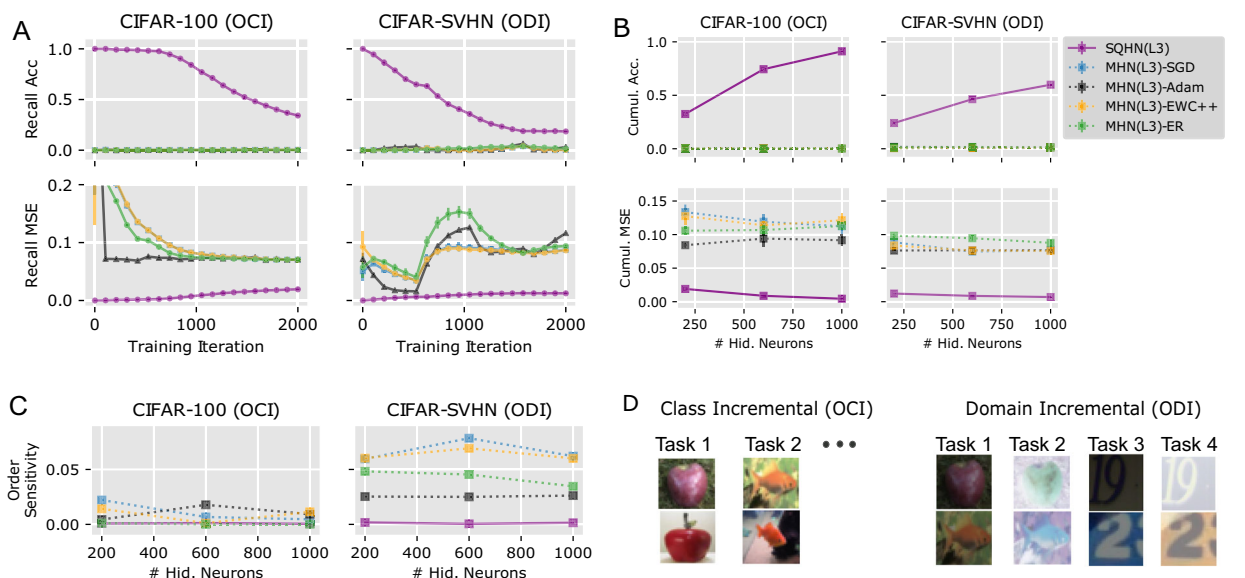 A
CIFAR-100 (OCI)
CIFAR-SVHN (ODI)
Recall Acc
1.0
0.5
0.0
Recall MSE
0.2
0.1
0.0
0
1000
2000
0
1000
2000
Training Iteration
Training Iteration
B
CIFAR-100 (OCI)
CIFAR-SVHN (ODI)
Cumul. Acc.
1.0
0.5
0.0
Cumul. MSE
0.15
0.10
0.05
0.00
250
500
750
1000
250
500
750
1000
# Hid. Neurons
# Hid. Neurons
SQHN(L3)
MHN(L3)-SGD
MHN(L3)-Adam
MHN(L3)-EWC++
MHN(L3)-ER
C
CIFAR-100 (OCI)
CIFAR-SVHN (ODI)
Order
Sensitivity
0.05
0.00
200
400
600
800
1000
200
400
600
800
1000
# Hid. Neurons
# Hid. Neurons
D
Class Incremental (OCI)
Domain Incremental (ODI)
Task 1
Task 2
Task 1
Task 2
Task 3
Task 4
19
19
2
2